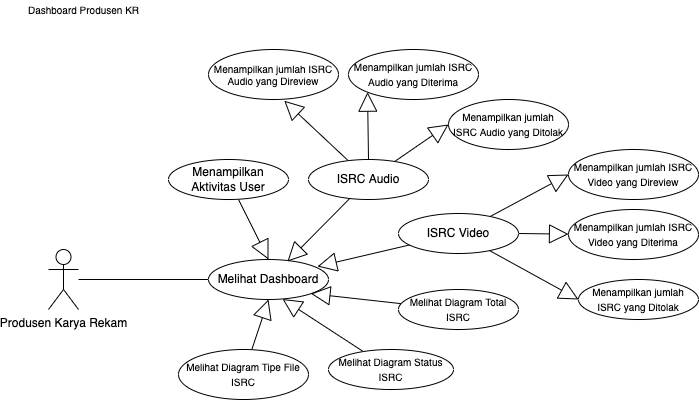 Dashboard Produsen KR
Menampilkan jumlah ISRC
Audio yang Direview
Menampilkan jumlah ISRC
Audio yang Diterima
Menampilkan jumlah
ISRC Audio yang Ditolak
Menampilkan
Aktivitas User
ISRC Audio
Menampilkan jumlah ISRC
Video yang Direview
ISRC Video
Menampilkan jumlah ISRC
Video yang Diterima
Melihat Dashboard
Menampilkan jumlah
ISRC yang Ditolak
Produsen Karya Rekam
Melihat Diagram Total
ISRC
Melihat Diagram Tipe File
ISRC
Melihat Diagram Status
ISRC